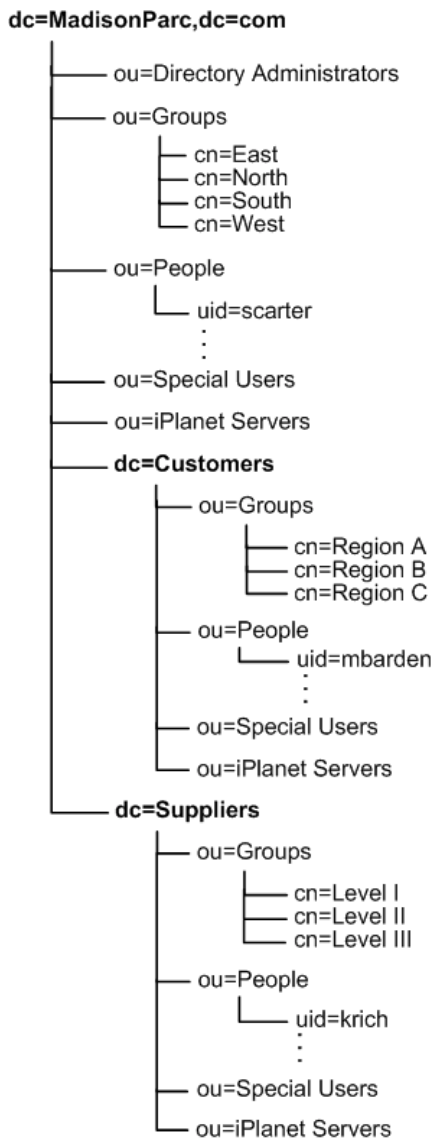 dc=MadisonParc,dc=com
ou=Directory Administrators
ou=Groups
cn=East
cn=North
cn=South
cn=West
ou=People
uid=scarter
ou=Special Users
ou=iPlanet Servers
dc=Customers
ou=Groups
cn=Region A
cn=Region B
cn=Region C
ou=People
uid=mbarden
ou=Special Users
ou=iPlanet Servers
dc=Suppliers
ou=Groups
cn=Level I
cn=Level II
cn=Level III
ou=People
uid=krich
ou=Special Users
ou=iPlanet Servers